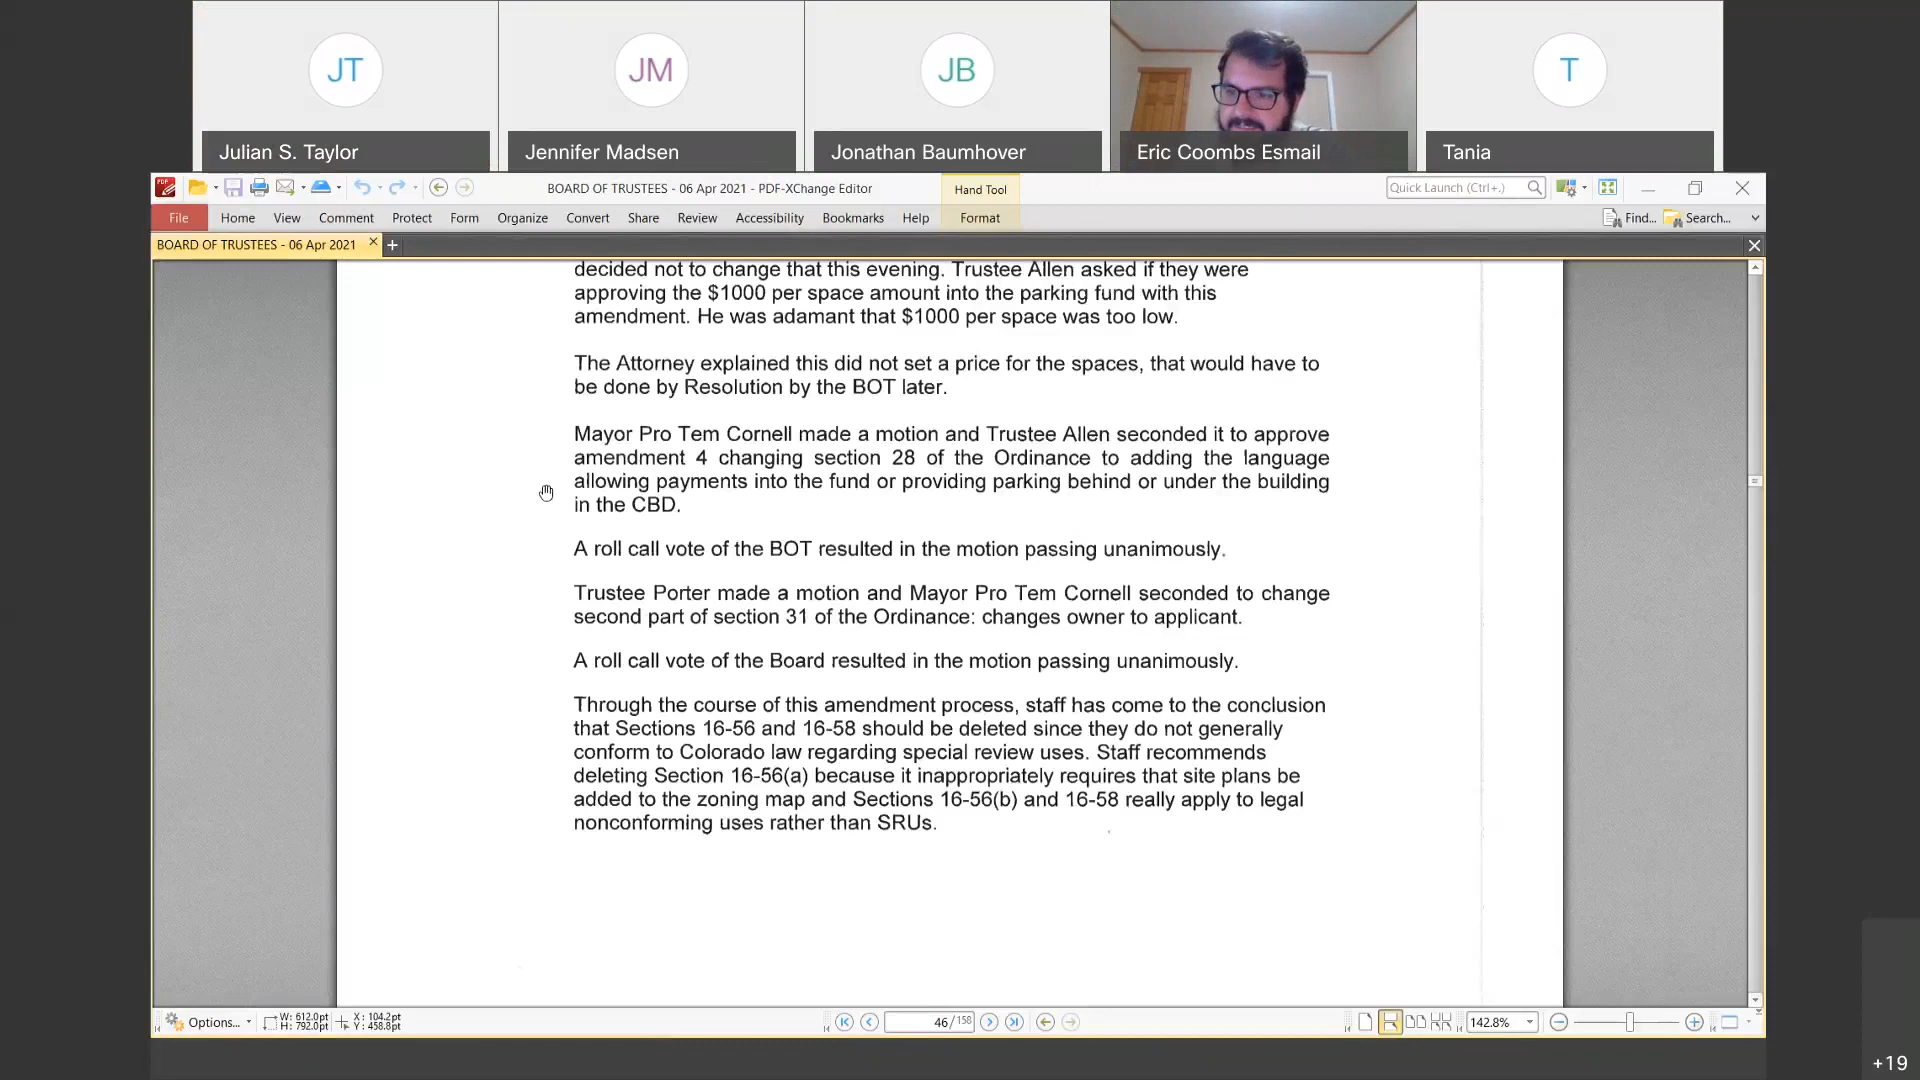 JT
JM
JB
T
Julian S. Taylor
Jennifer Madsen
Jonathan Baumhover
Eric Coombs Esmail
Tania
BOARD OF TRUSTEES - 06 Apr 2021 - PDF-XChange Editor
Hand Tool
Quick Launch (Ctrl+.)
File
Home
View
Comment
Protect
Form
Organize
Convert
Share
Review
Accessibility
Bookmarks
Help
Format
Find...
Search...
BOARD OF TRUSTEES - 06 Apr 2021
decided not to change that this evening. Trustee Allen asked if they were
approving the $1000 per space amount into the parking fund with this
amendment. He was adamant that $1000 per space was too low.
The Attorney explained this did not set a price for the spaces, that would have to
be done by Resolution by the BOT later.
Mayor Pro Tem Cornell made a motion and Trustee Allen seconded it to approve
amendment 4 changing section 28 of the Ordinance to adding the language
allowing payments into the fund or providing parking behind or under the building
in the CBD.
A roll call vote of the BOT resulted in the motion passing unanimously.
Trustee Porter made a motion and Mayor Pro Tem Cornell seconded to change
second part of section 31 of the Ordinance: changes owner to applicant.
A roll call vote of the Board resulted in the motion passing unanimously.
Through the course of this amendment process, staff has come to the conclusion
that Sections 16-56 and 16-58 should be deleted since they do not generally
conform to Colorado law regarding special review uses. Staff recommends
deleting Section 16-56(a) because it inappropriately requires that site plans be
added to the zoning map and Sections 16-56(b) and 16-58 really apply to legal
nonconforming uses rather than SRUs.
Options...
W: 612.0pt
H: 792.0pt
X: 104.2pt
Y: 458.8pt
46 / 158
142.8%
+19